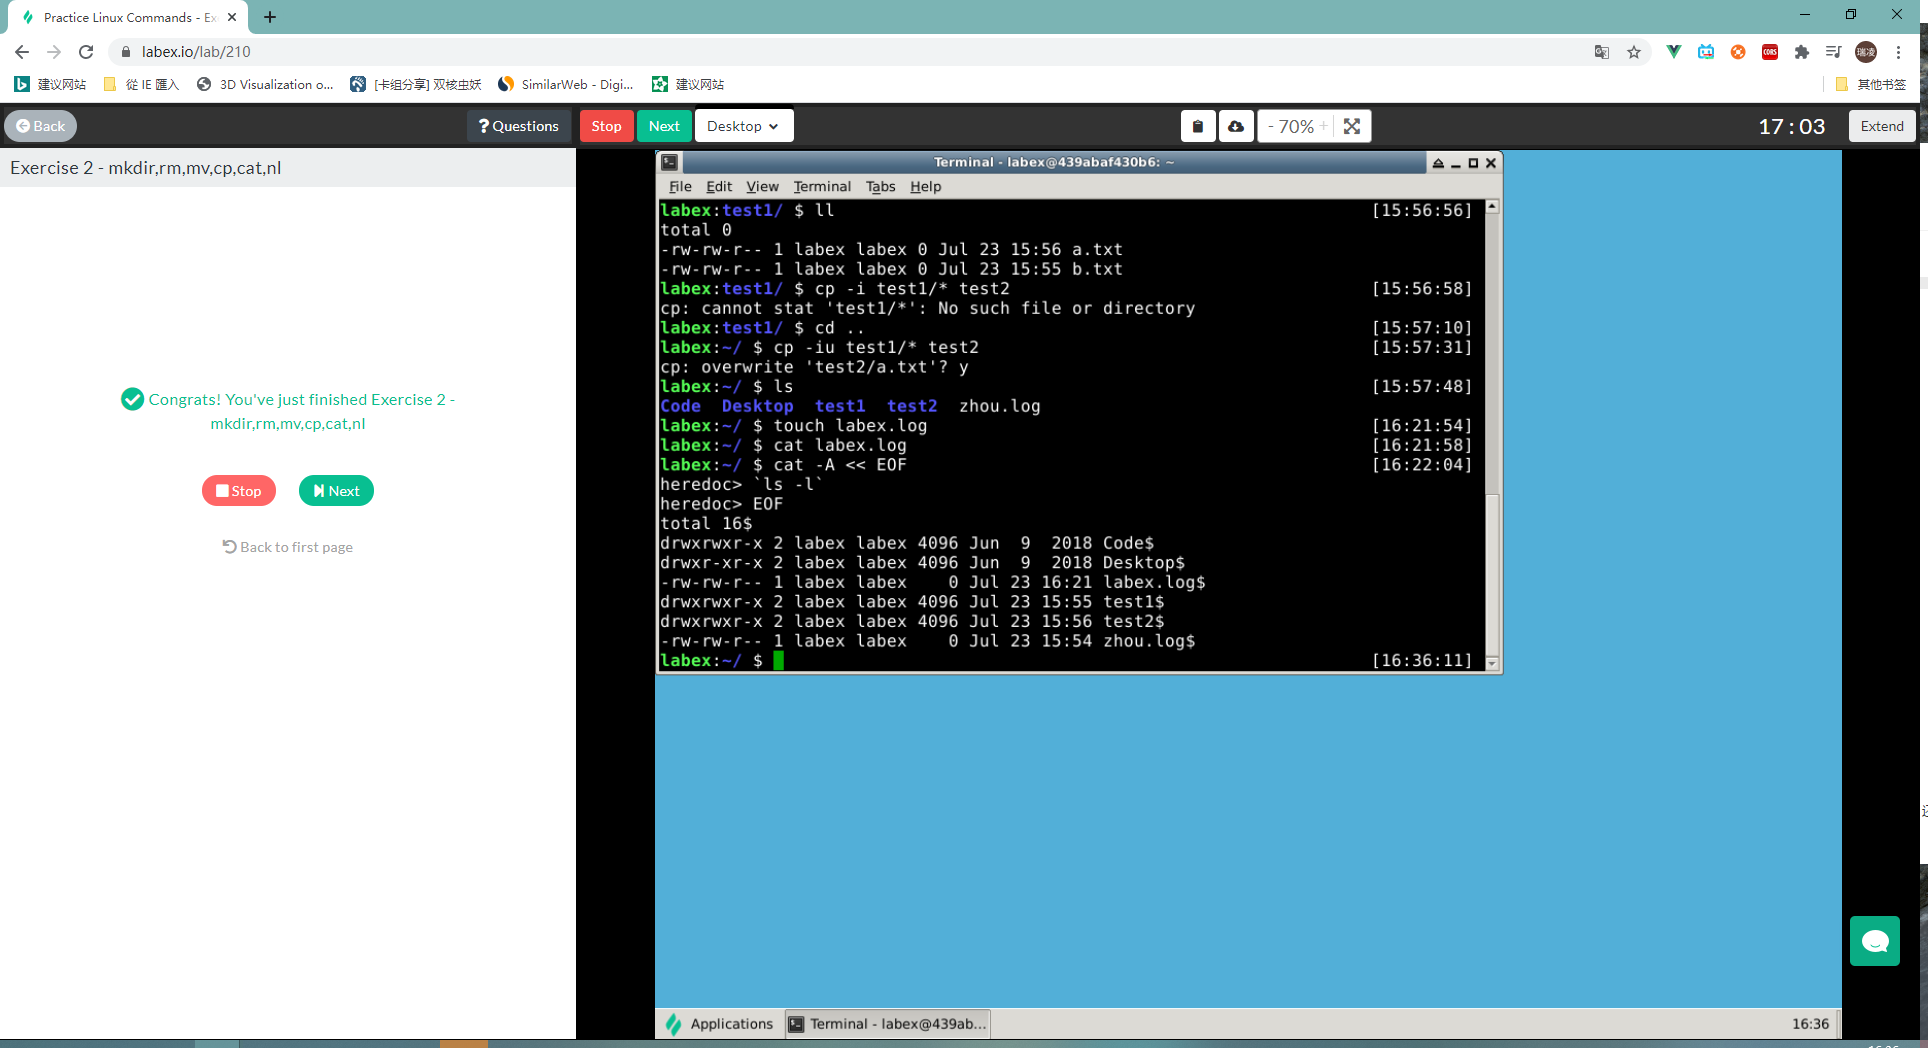 Practice Linux Commands - Ex
labex.io/lab/210
建议网站
從 IE 匯入
3D Visualization o...
[卡组分享] 双核虫妖
SimilarWeb - Digi...
建议网站
其他书签
Back
? Questions
Stop
Next
Desktop
- 70% +
17 : 03
Extend
Exercise 2 - mkdir,rm,mv,cp,cat,nl
Congrats! You've just finished Exercise 2 -
mkdir,rm,mv,cp,cat,nl
Stop
Next
Back to first page
Terminal - labex@439abaf430b6: ~
File Edit View Terminal Tabs Help
labex:test1/ $ ll [15:56:56]
total 0
-rw-rw-r-- 1 labex labex 0 Jul 23 15:56 a.txt
-rw-rw-r-- 1 labex labex 0 Jul 23 15:55 b.txt
labex:test1/ $ cp -i test1/* test2 [15:56:58]
cp: cannot stat 'test1/*': No such file or directory
labex:test1/ $ cd .. [15:57:10]
labex:~/ $ cp -iu test1/* test2 [15:57:31]
cp: overwrite 'test2/a.txt'? y
labex:~/ $ ls [15:57:48]
Code Desktop test1 test2 zhou.log
labex:~/ $ touch labex.log [16:21:54]
labex:~/ $ cat labex.log [16:21:58]
labex:~/ $ cat -A << EOF [16:22:04]
heredoc> `ls -l`
heredoc> EOF
total 16$
drwxrwxr-x 2 labex labex 4096 Jun  9  2018 Code$
drwxr-xr-x 2 labex labex 4096 Jun  9  2018 Desktop$
-rw-rw-r-- 1 labex labex    0 Jul 23 16:21 labex.log$
drwxrwxr-x 2 labex labex 4096 Jul 23 15:55 test1$
drwxrwxr-x 2 labex labex 4096 Jul 23 15:56 test2$
-rw-rw-r-- 1 labex labex    0 Jul 23 15:54 zhou.log$
labex:~/ $ [16:36:11]
Applications
Terminal - labex@439ab...
16:36